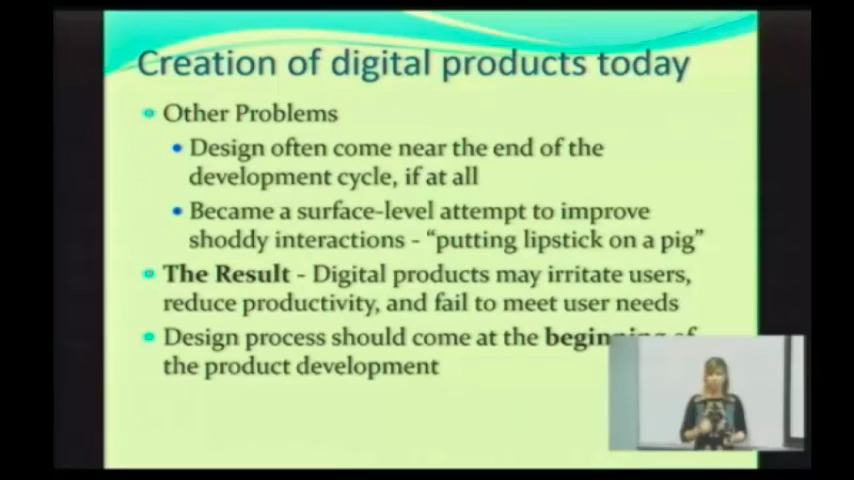 Creation of digital products today
Other Problems
Design often come near the end of the
development cycle, if at all
Became a surface-level attempt to improve
shoddy interactions - “putting lipstick on a pig”
The Result - Digital products may irritate users,
reduce productivity, and fail to meet user needs
Design process should come at the beginning of
the product development